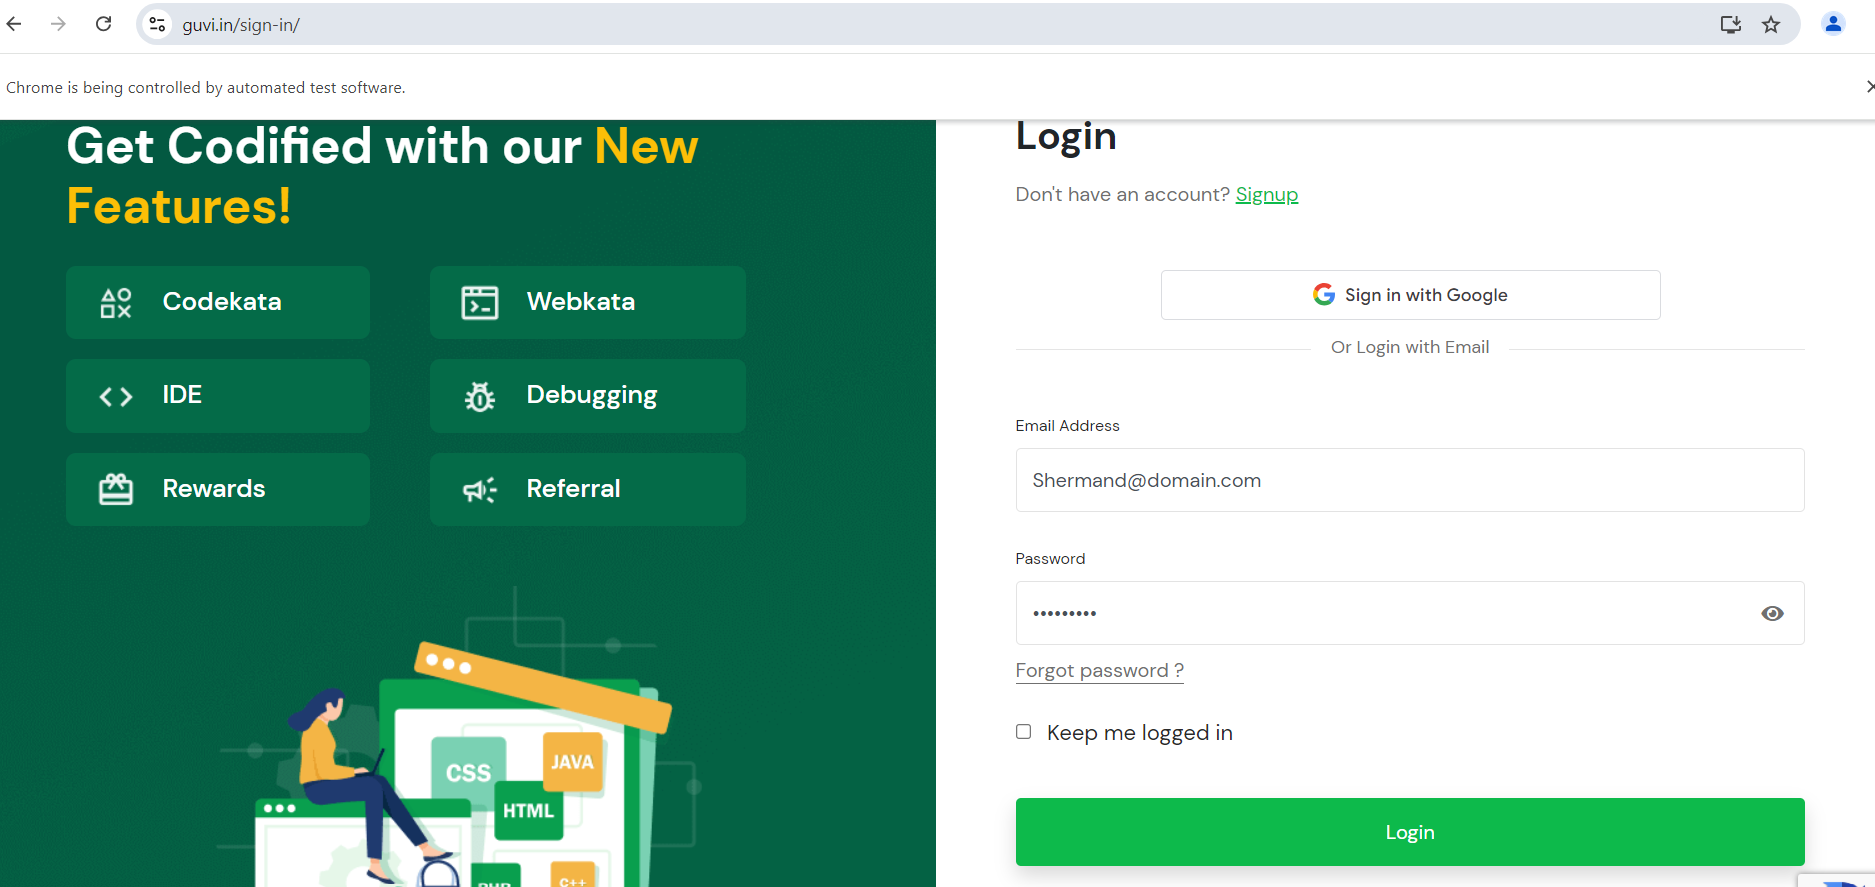 guvi.in/sign-in/
Chrome is being controlled by automated test software.
Get Codified with our New
Features!
Codekata
Webkata
IDE
Debugging
Rewards
Referral
CSS
JAVA
HTML
PHP
C++
Login
Don't have an account? Signup
Sign in with Google
Or Login with Email
Email Address
Shermand@domain.com
Password
•••••••••
Forgot password ?
Keep me logged in
Login